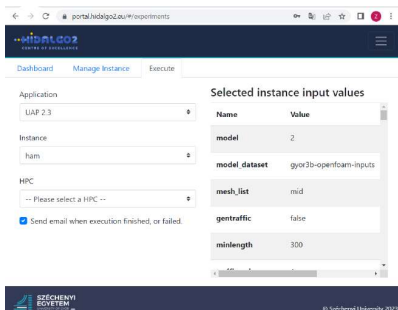 portal.hidalgo2.eu/#/experiments
HIDALGO2
CENTRE OF EXCELLENCE
Dashboard
Manage Instance
Execute
Application
UAP 2.3
Instance
ham
HPC
-- Please select a HPC --
Send email when execution finished, or failed.
Selected instance input values
Name Value
model 2
model_dataset gyor3b-openfoam-inputs
mesh_list mid
gentraffic false
minlength 300
SZÉCHENYI
EGYETEM
© Széchenyi University 2023